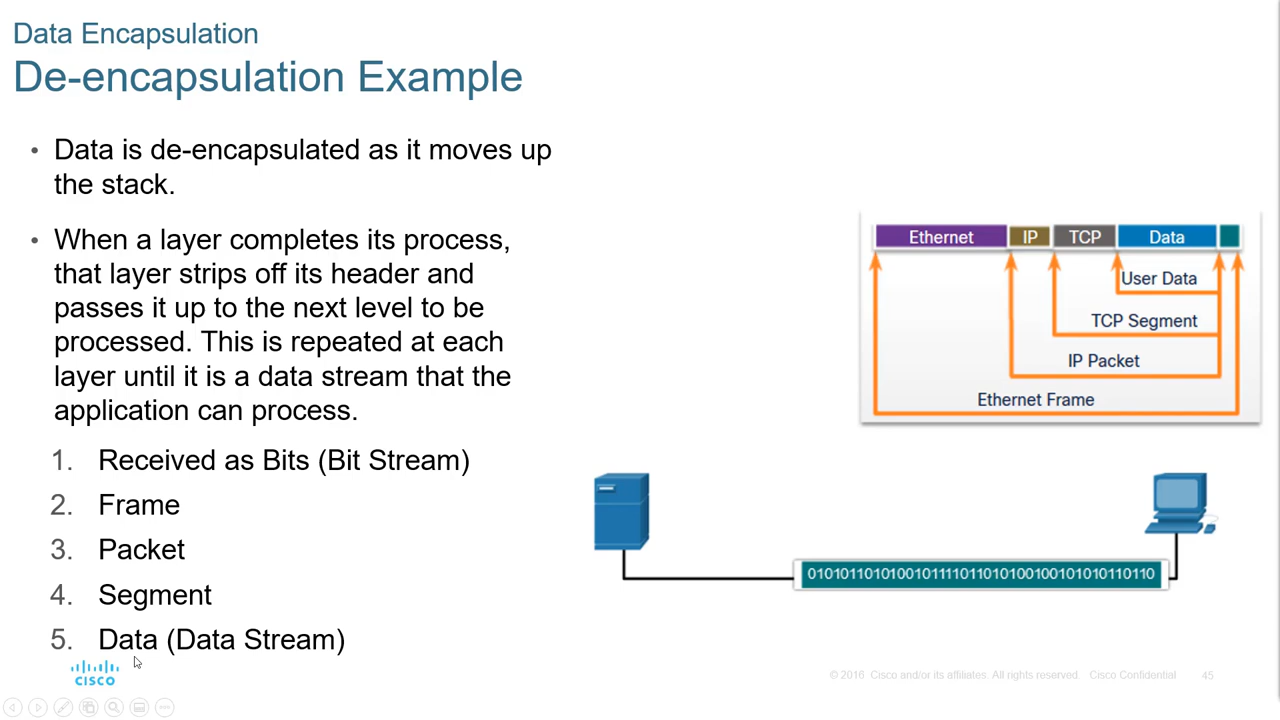 Data Encapsulation
De-encapsulation Example
• Data is de-encapsulated as it moves up
the stack.
• When a layer completes its process,
that layer strips off its header and
passes it up to the next level to be
processed. This is repeated at each
layer until it is a data stream that the
application can process.
1. Received as Bits (Bit Stream)
2. Frame
3. Packet
4. Segment
5. Data (Data Stream)
Ethernet IP TCP Data
User Data
TCP Segment
IP Packet
Ethernet Frame
010101101010010111101101010010010101010110110
CISCO
© 2016 Cisco and/or its affiliates. All rights reserved. Cisco Confidential 45